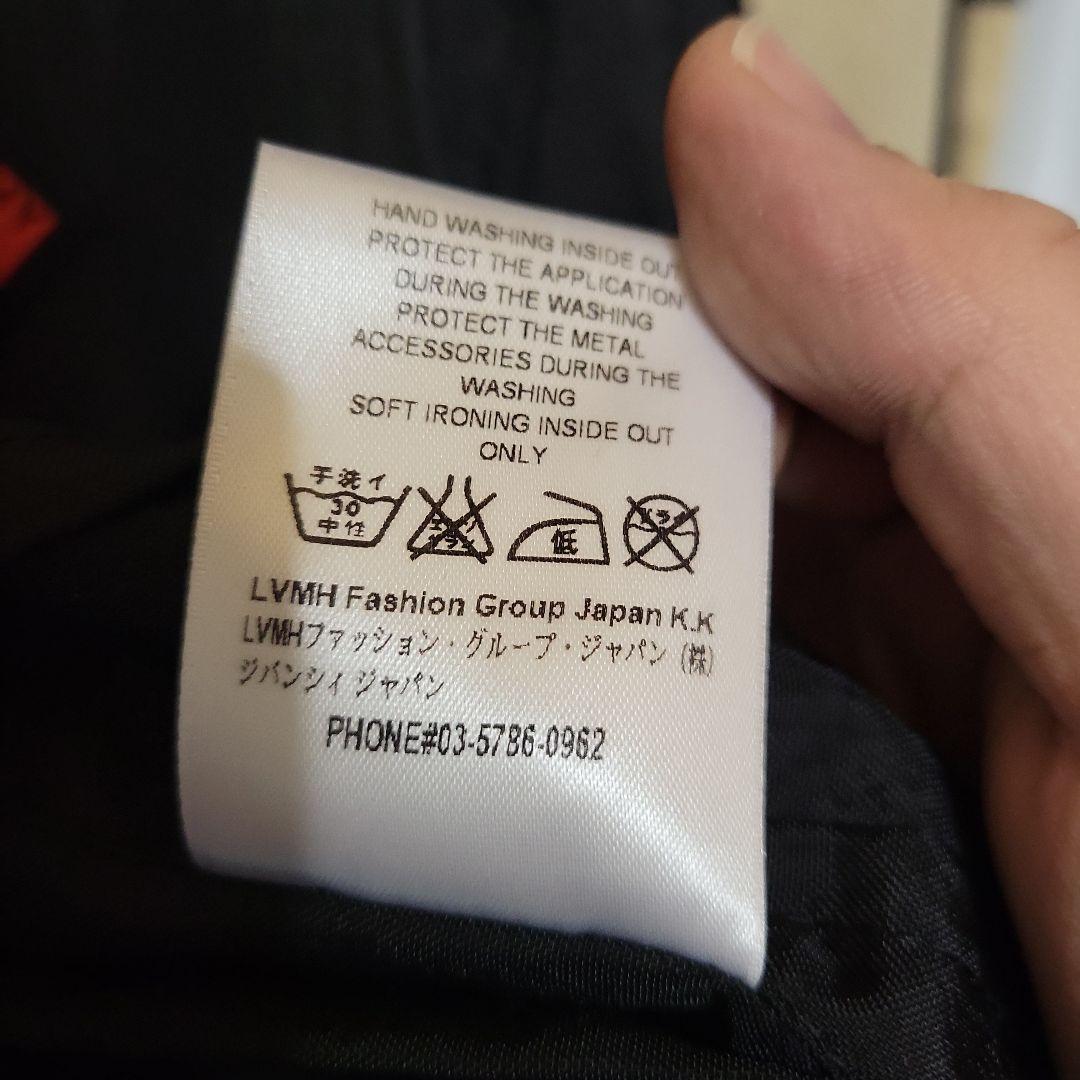 HAND WASHING INSIDE OUT
PROTECT THE APPLICATION
DURING THE WASHING
PROTECT THE METAL
ACCESSORIES DURING THE
WASHING
SOFT IRONING INSIDE OUT
ONLY
手洗イ
30
中性
低
LVMH Fashion Group Japan K.K
LVMHファッション・グループ・ジャパン (株)
ジバンシィ ジャパン
PHONE#03-5786-0962